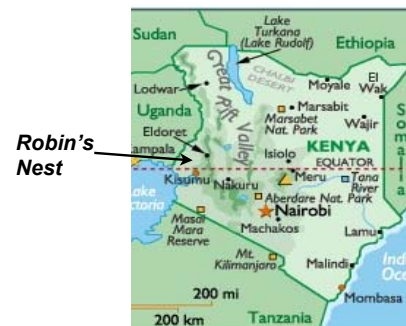 Lake
Turkana
(Lake Rudolf)
Sudan
Ethiopia
Great Rift Valley
CHALBI
DESERT
Lodwar
Moyale
El
Wak
Marsabit
Uganda
Marsabet
Nat. Park
Wajir
S
o
m
a
l
i
a
Eldoret
Robin's
Nest
ampala
Isiolo
KENYA
EQUATOR
Kisumu
Meru
Tana
River
Lake
ctoria
Nakuru
Aberdare Nat. Park
Nairobi
Masai
Mara
Reserve
Machakos
Lamu
Mt.
Kilimanjaro
Malindi
Indi
Oce
200 mi
Mombasa
200 km
Tanzania